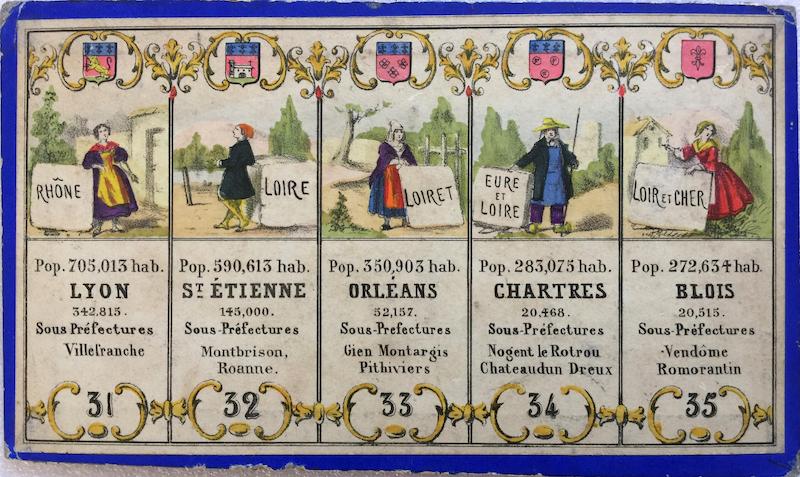 RHÔNE
Pop. 705,013 hab.
LYON
342,815.
Sous Préfectures
Villefranche
31
LOIRE
Pop. 590,613 hab.
ST ÉTIENNE
145,000.
Sous-Préfectures
Montbrison,
Roanne.
32
LOIRET
Pop. 350,903 hab.
ORLÉANS
52,157.
Sous-Prefectures
Gien Montargis
Pithiviers
33
EURE
ET
LOIRE
Pop. 283,075 hab.
CHARTRES
20.468.
Sous-Préfectures
Nogent le Rotrou
Chateaudun Dreux
34
LOIR ET CHER
Pop. 272,634 hab.
BLOIS
20,515.
Sous-Préfectures
Vendôme
Romorantin
35